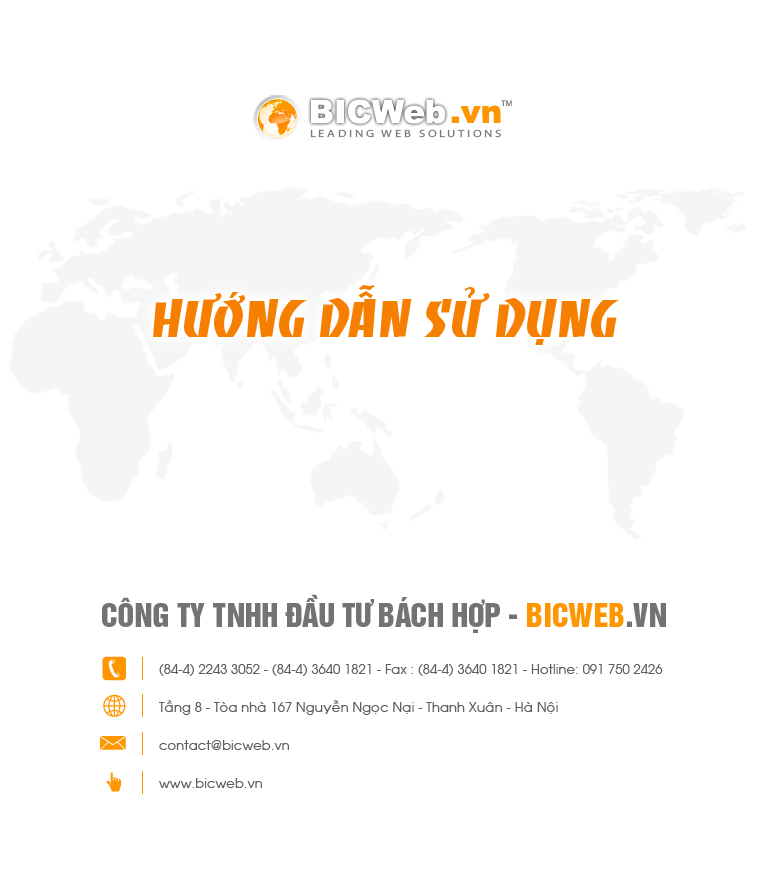 BICWeb.vn™
LEADING WEB SOLUTIONS
HƯỚNG DẪN SỬ DỤNG
CÔNG TY TNHH ĐẦU TƯ BÁCH HỢP - BICWEB.VN
(84-4) 2243 3052 - (84-4) 3640 1821 - Fax : (84-4) 3640 1821 - Hotline: 091 750 2426
Tầng 8 - Tòa nhà 167 Nguyễn Ngọc Nại - Thanh Xuân - Hà Nội
contact@bicweb.vn
www.bicweb.vn